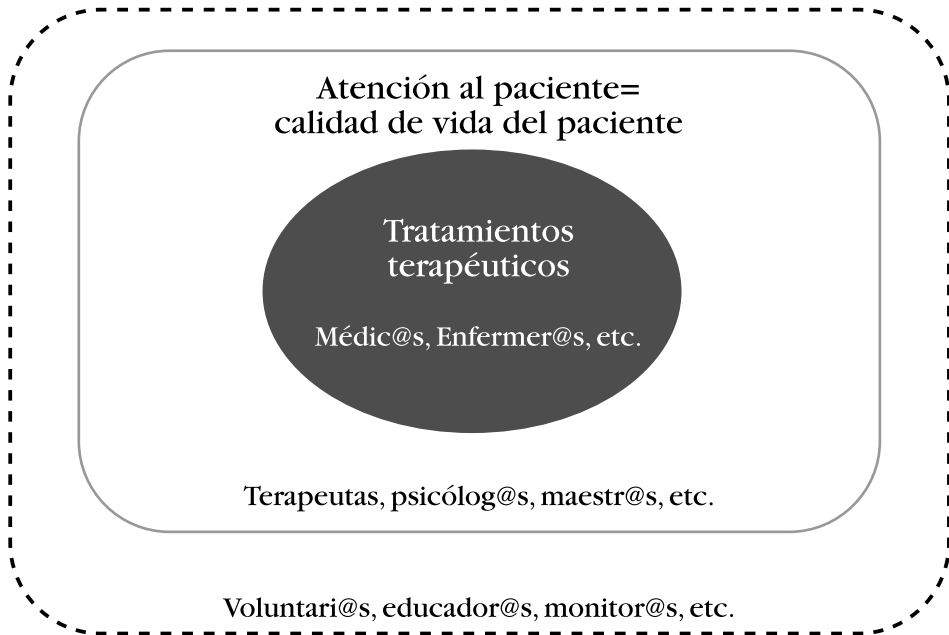 Atención al paciente=
calidad de vida del paciente
Tratamientos
terapéuticos
Médic@s, Enfermer@s, etc.
Terapeutas, psicólog@s, maestr@s, etc.
Voluntari@s, educador@s, monitor@s, etc.